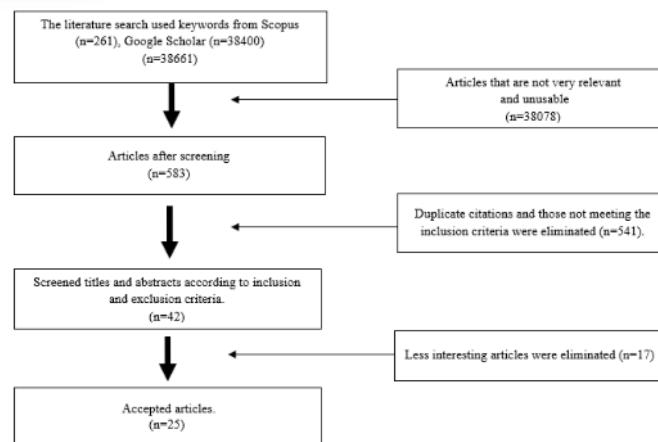 The literature search used keywords from Scopus
(n=261), Google Scholar (n=38400)
(n=38661)
Articles that are not very relevant
and unusable
(n=38078)
Articles after screening
(n=583)
Duplicate citations and those not meeting the
inclusion criteria were eliminated (n=541).
Screened titles and abstracts according to inclusion
and exclusion criteria.
(n=42)
Less interesting articles were eliminated (n=17)
Accepted articles.
(n=25)